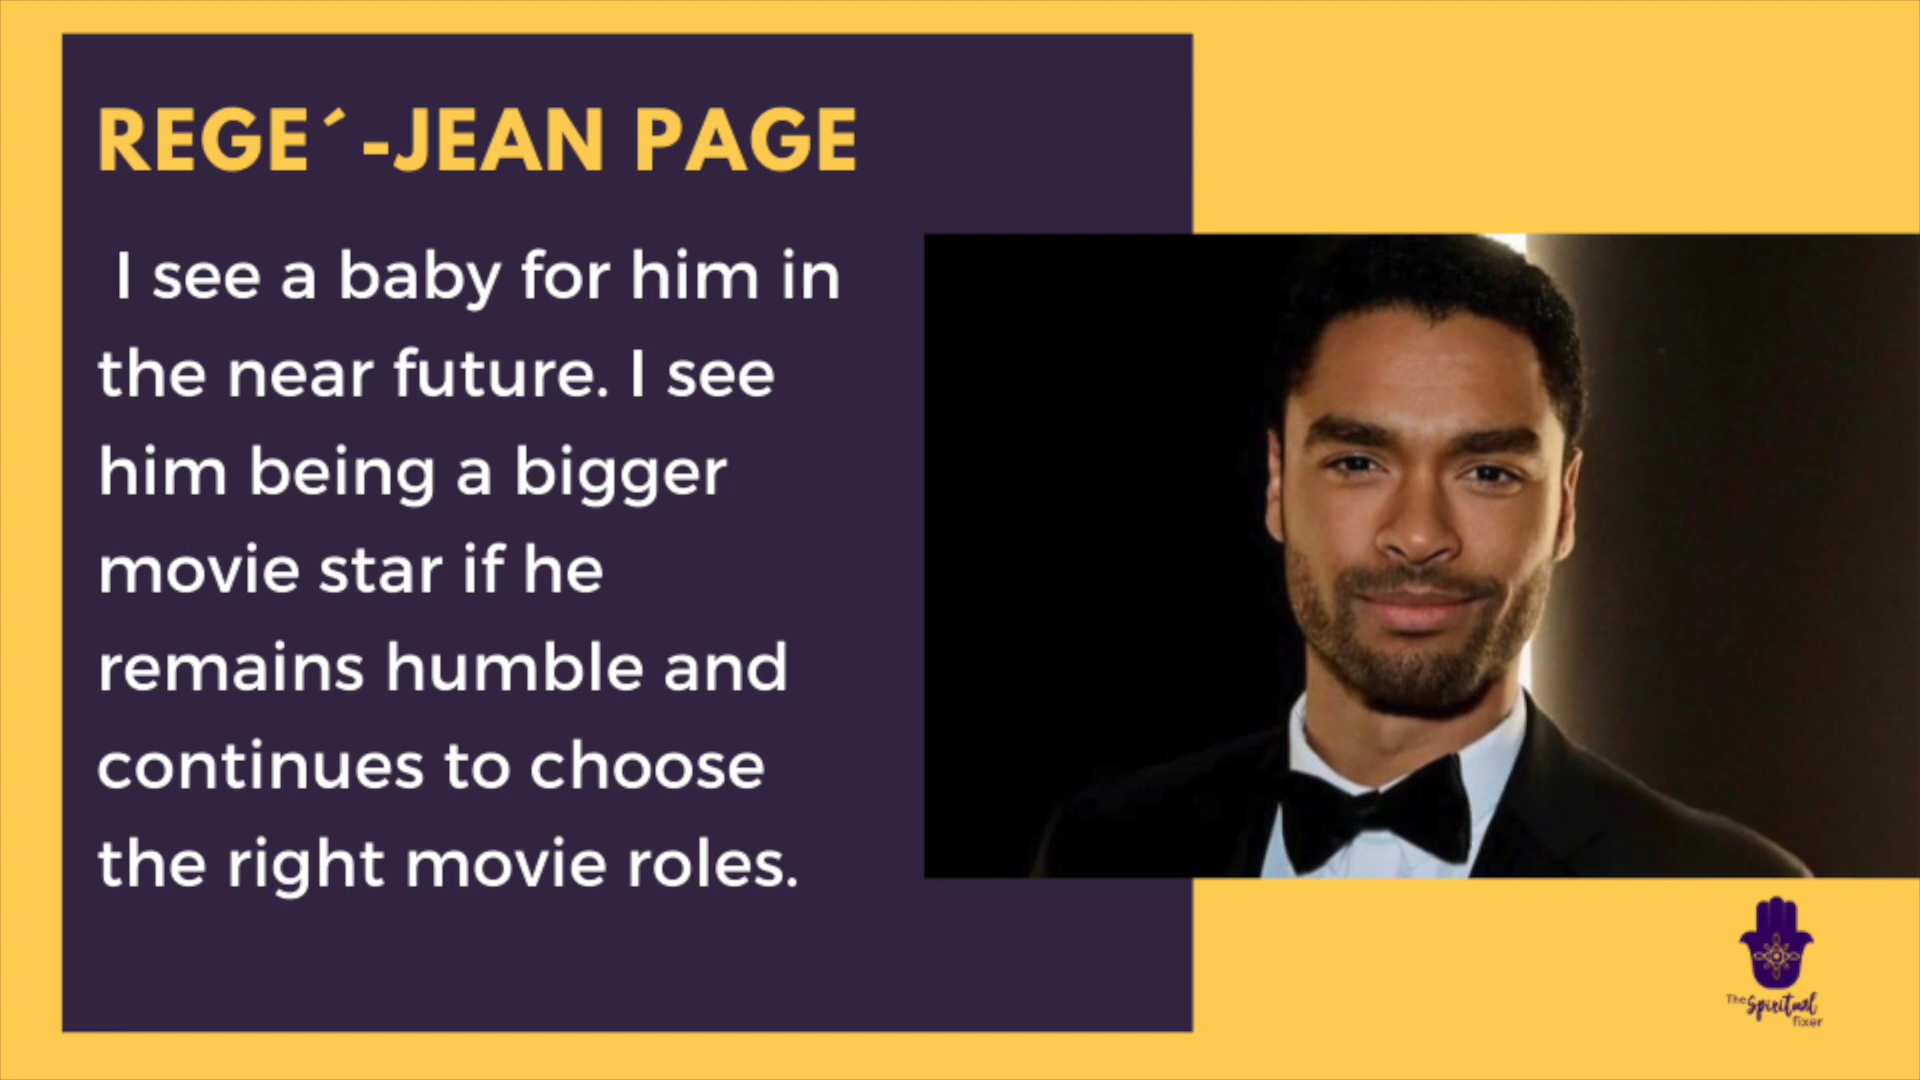 REGE´-JEAN PAGE
I see a baby for him in
the near future. I see
him being a bigger
movie star if he
remains humble and
continues to choose
the right movie roles.
The Spiritual
fixer